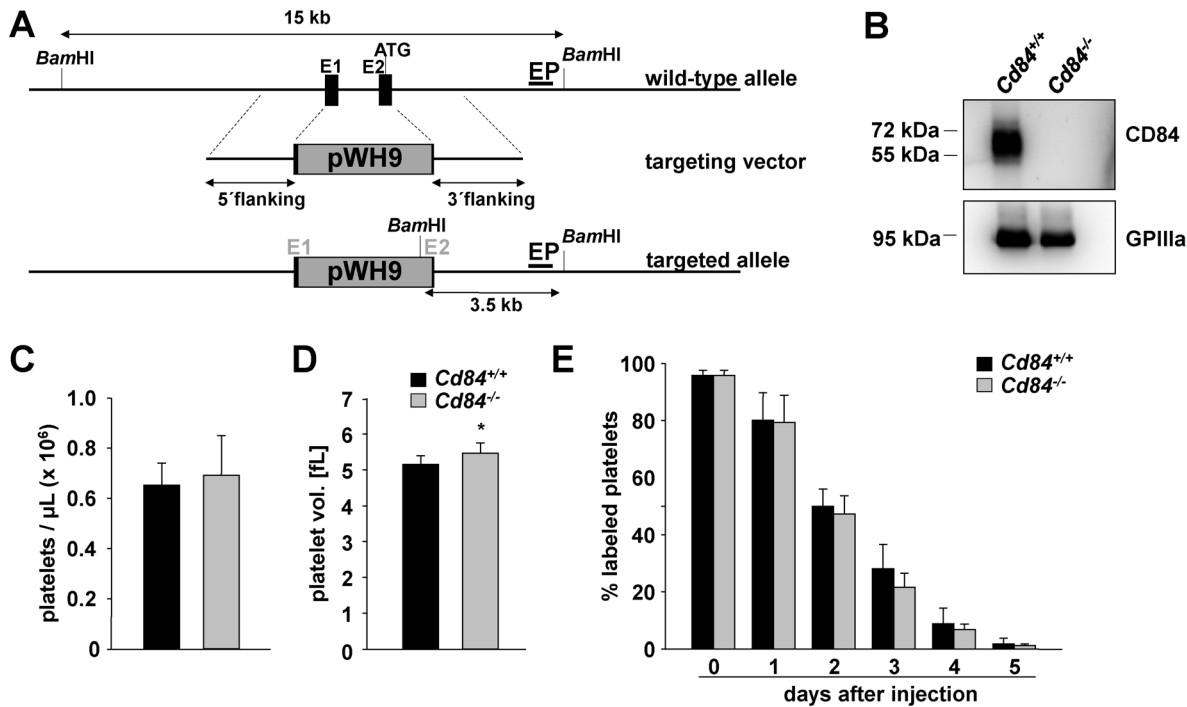 A
15 kb
BamHI
E1
E2
ATG
EP
BamHI
wild-type allele
pWH9
targeting vector
5´flanking
3´flanking
BamHI
E1
E2
EP
BamHI
pWH9
targeted allele
3.5 kb
B
Cd84+/+
Cd84-/-
72 kDa
55 kDa
CD84
95 kDa
GPIIIa
C
platelets / µL (x 10⁶)
1.0
0.8
0.6
0.4
0.2
0
D
Cd84+/+
Cd84-/-
platelet vol. [fL]
7
6
5
4
3
2
1
0
*
E
Cd84+/+
Cd84-/-
% labeled platelets
100
80
60
40
20
0
0 1 2 3 4 5
days after injection